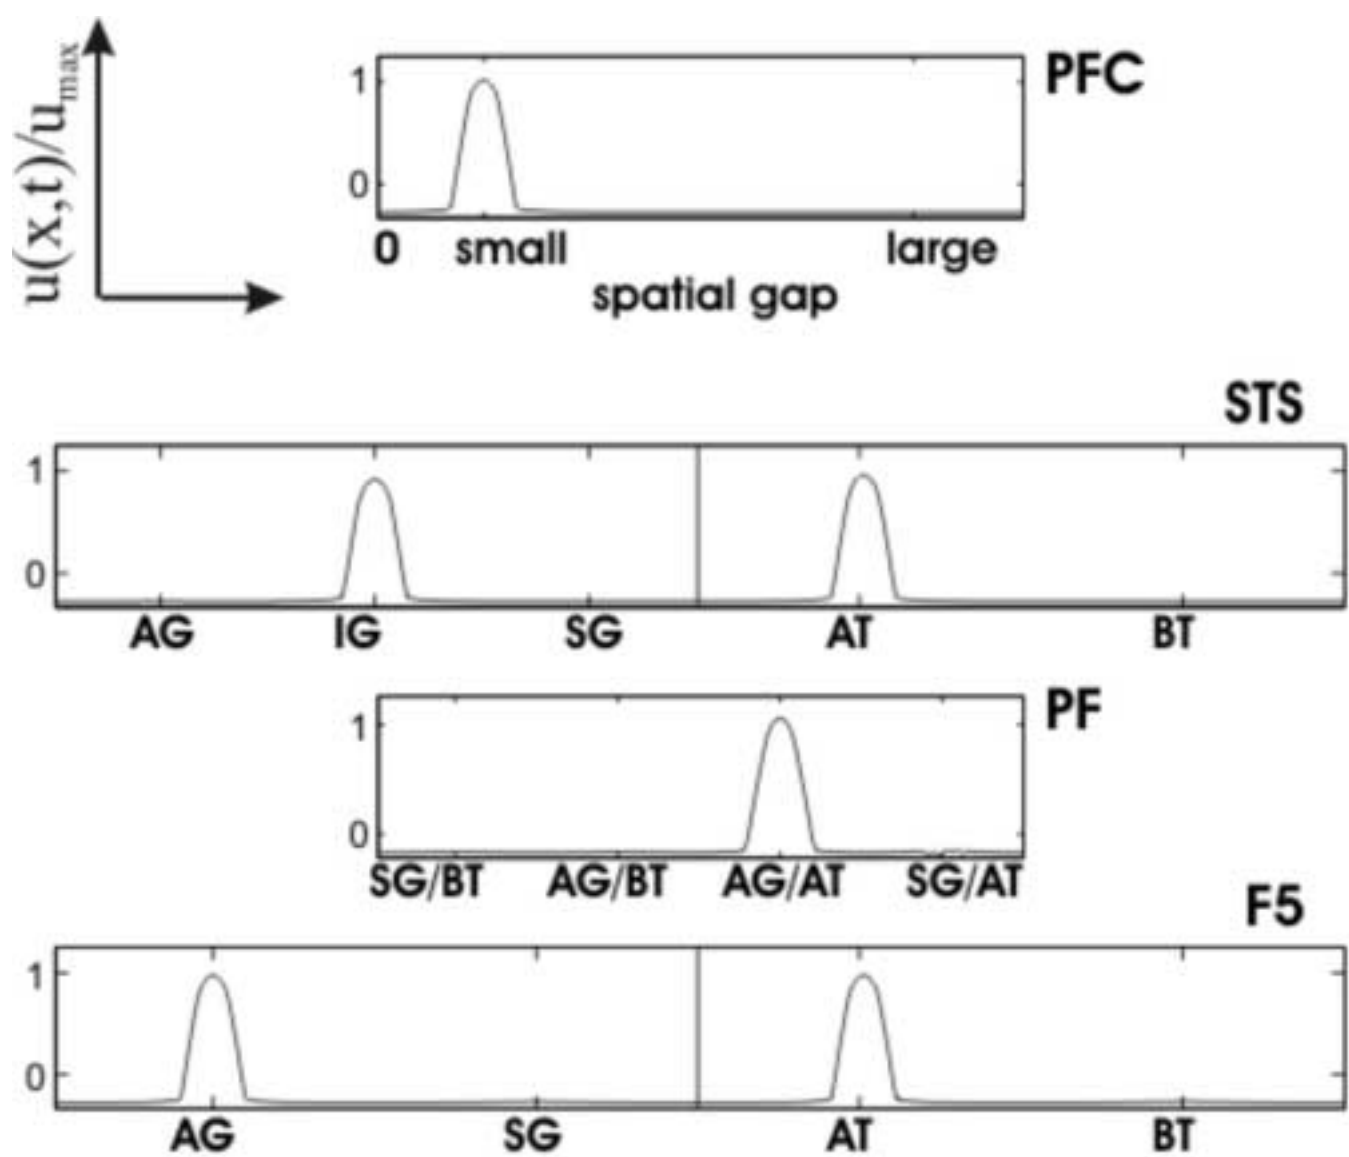 u(x,t)/u_max
PFC
1
0
0 small large
spatial gap
STS
1
0
AG IG SG AT BT
PF
1
0
SG/BT AG/BT AG/AT SG/AT
F5
1
0
AG SG AT BT